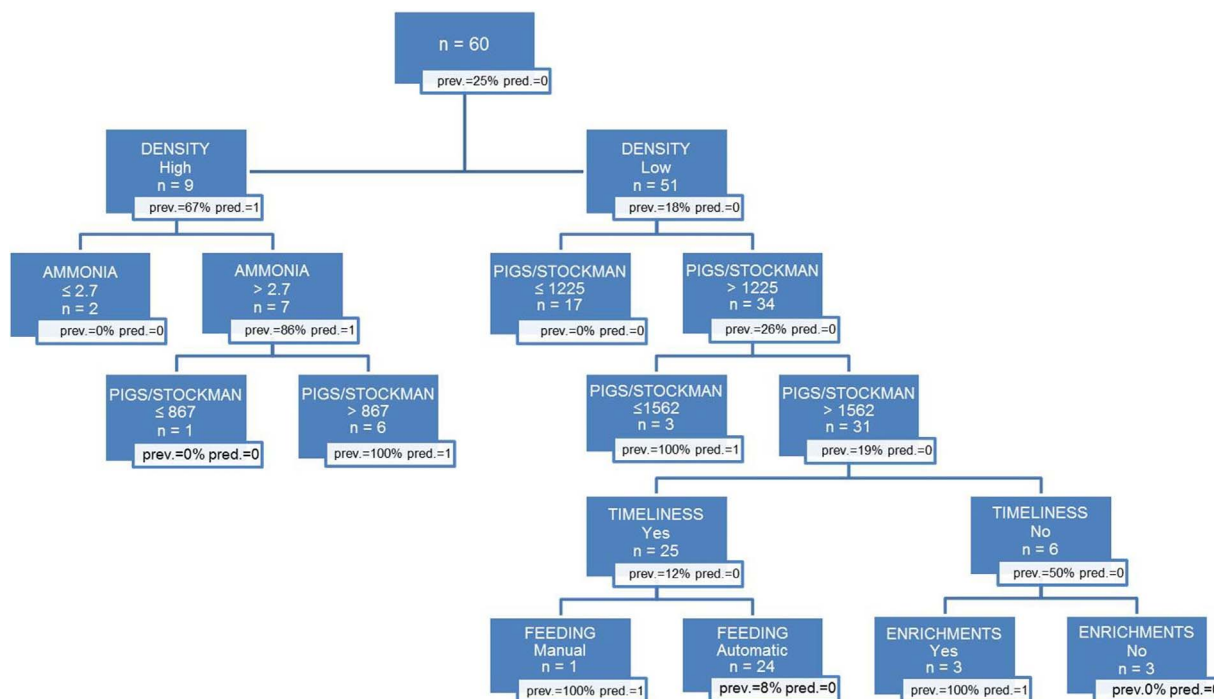 n = 60
prev.=25% pred.=0
DENSITY
High
n = 9
prev.=67% pred.=1
DENSITY
Low
n = 51
prev.=18% pred.=0
AMMONIA
≤ 2.7
n = 2
prev.=0% pred.=0
AMMONIA
> 2.7
n = 7
prev.=86% pred.=1
PIGS/STOCKMAN
≤ 1225
n = 17
prev.=0% pred.=0
PIGS/STOCKMAN
> 1225
n = 34
prev.=26% pred.=0
PIGS/STOCKMAN
≤ 867
n = 1
prev.=0% pred.=0
PIGS/STOCKMAN
> 867
n = 6
prev.=100% pred.=1
PIGS/STOCKMAN
≤1562
n = 3
prev.=100% pred.=1
PIGS/STOCKMAN
> 1562
n = 31
prev.=19% pred.=0
TIMELINESS
Yes
n = 25
prev.=12% pred.=0
TIMELINESS
No
n = 6
prev.=50% pred.=0
FEEDING
Manual
n = 1
prev.=100% pred.=1
FEEDING
Automatic
n = 24
prev.=8% pred.=0
ENRICHMENTS
Yes
n = 3
prev.=100% pred.=1
ENRICHMENTS
No
n = 3
prev.0% pred.=0